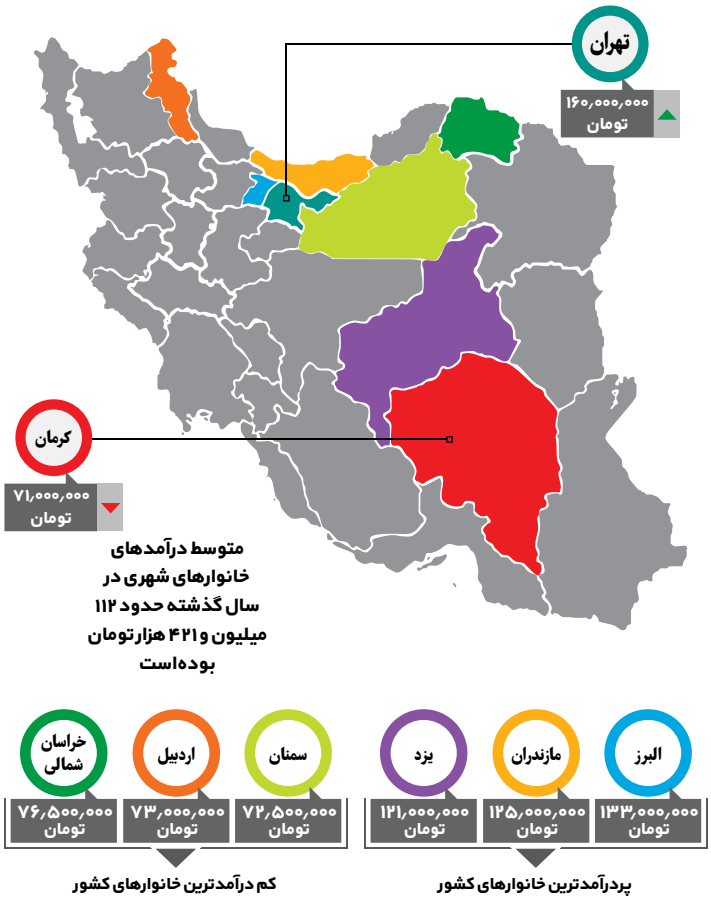 تهران
۱۶۰٫۰۰۰٫۰۰۰
تومان
کرمان
۷۱٫۰۰۰٫۰۰۰
تومان
متوسط درآمدهای
خانوارهای شهری در
سال گذشته حدود ۱۱۲
میلیون و ۴۲۱ هزار تومان
بوده‌است
البرز
مازندران
یزد
سمنان
اردبیل
خراسان
شمالی
۱۳۳٫۰۰۰٫۰۰۰
تومان
۱۲۵٫۰۰۰٫۰۰۰
تومان
۱۲۱٫۰۰۰٫۰۰۰
تومان
۷۲٫۵۰۰٫۰۰۰
تومان
۷۳٫۰۰۰٫۰۰۰
تومان
۷۶٫۵۰۰٫۰۰۰
تومان
پردرآمدترین خانوارهای کشور
کم درآمدترین خانوارهای کشور